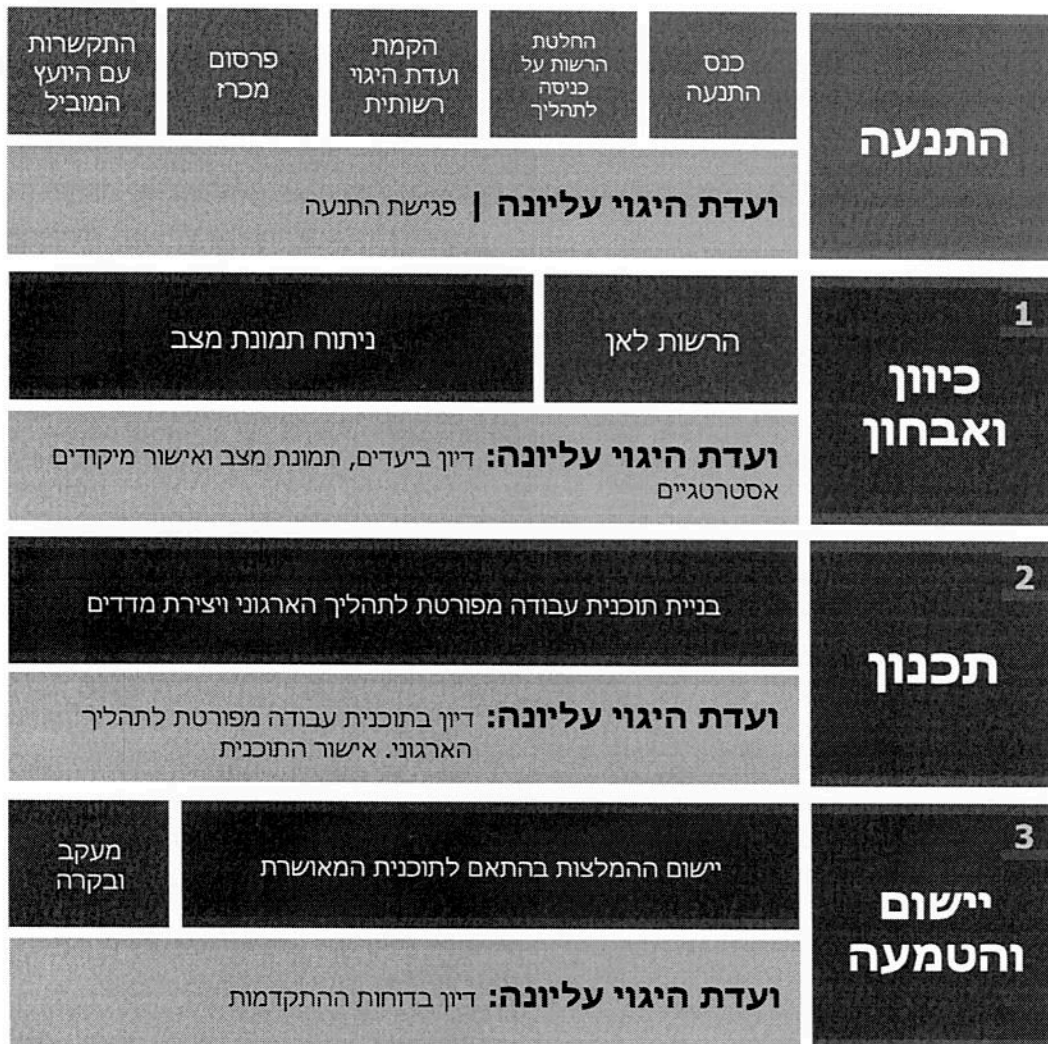 התנעה
כנס
התנעה
החלטת
הרשות על
כניסה
לתהליך
הקמת
ועדת היגוי
רשותית
פרסום
מכרז
התקשרות
עם היועץ
המוביל
ועדת היגוי עליונה | פגישת התנעה
1
כיוון
ואבחון
הרשות לאן
ניתוח תמונת מצב
ועדת היגוי עליונה: דיון ביעדים, תמונת מצב ואישור מיקודים
אסטרטגיים
2
תכנון
בניית תוכנית עבודה מפורטת לתהליך הארגוני ויצירת מדדים
ועדת היגוי עליונה: דיון בתוכנית עבודה מפורטת לתהליך
הארגוני. אישור התוכנית
3
יישום
והטמעה
יישום ההמלצות בהתאם לתוכנית המאושרת
מעקב
ובקרה
ועדת היגוי עליונה: דיון בדוחות ההתקדמות